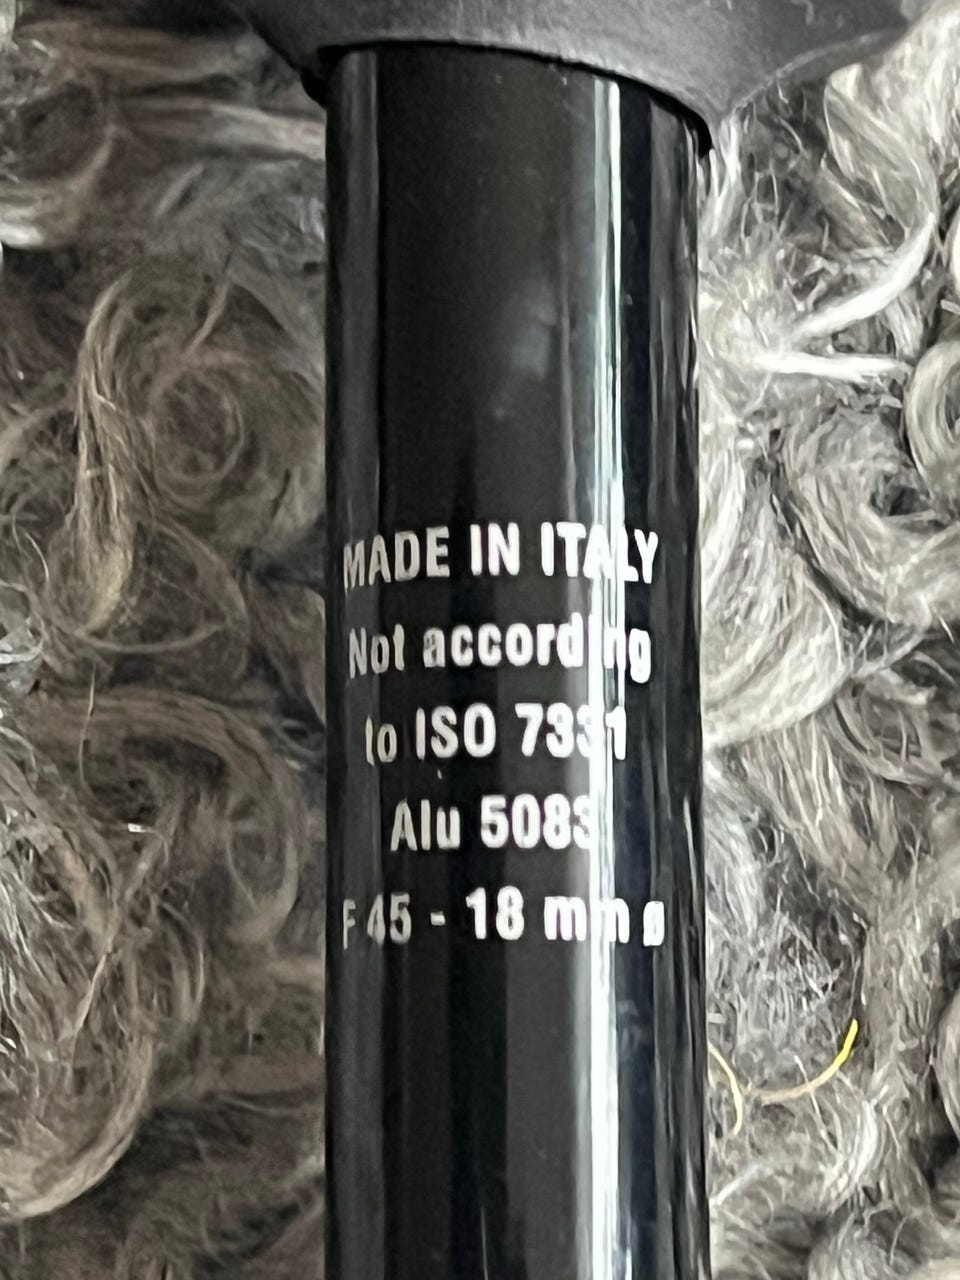 MADE IN ITALY
Not according
to ISO 7331
Alu 5083
F 45 - 18 mm ø